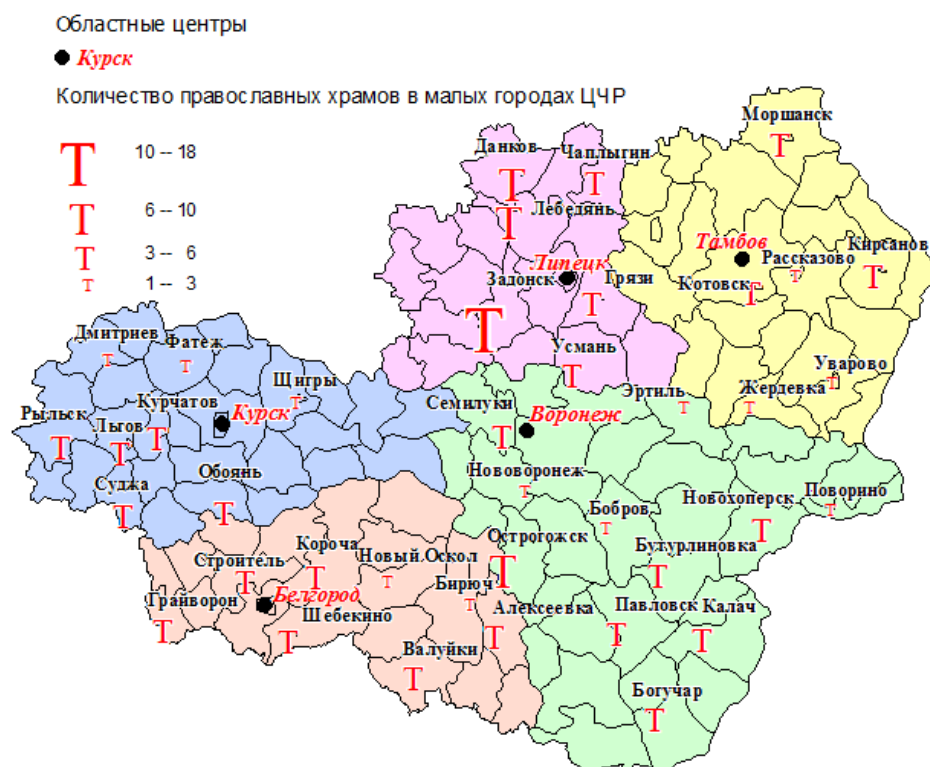 Областные центры
Курск
Количество православных храмов в малых городах ЦЧР
Т 10 -- 18
Т 6 -- 10
Т 3 -- 6
Т 1 -- 3
Моршанск
Данков
Чаплыгин
Лебедянь
Тамбов
Кирсанов
Рассказово
Липецк
Задонск
Грязи
Котовск
Дмитриев
Фатеж
Усмань
Уварово
Щигры
Эртиль
Жердевка
Рыльск
Курчатов
Курск
Семилуки
Воронеж
Льгов
Обоянь
Нововоронеж
Суджа
Новохоперск
Поворино
Бобров
Острогожск
Короча
Бутурлиновка
Строитель
Новый Оскол
Бирюч
Белгород
Грайворон
Шебекино
Алексеевка
Павловск
Калач
Валуйки
Богучар